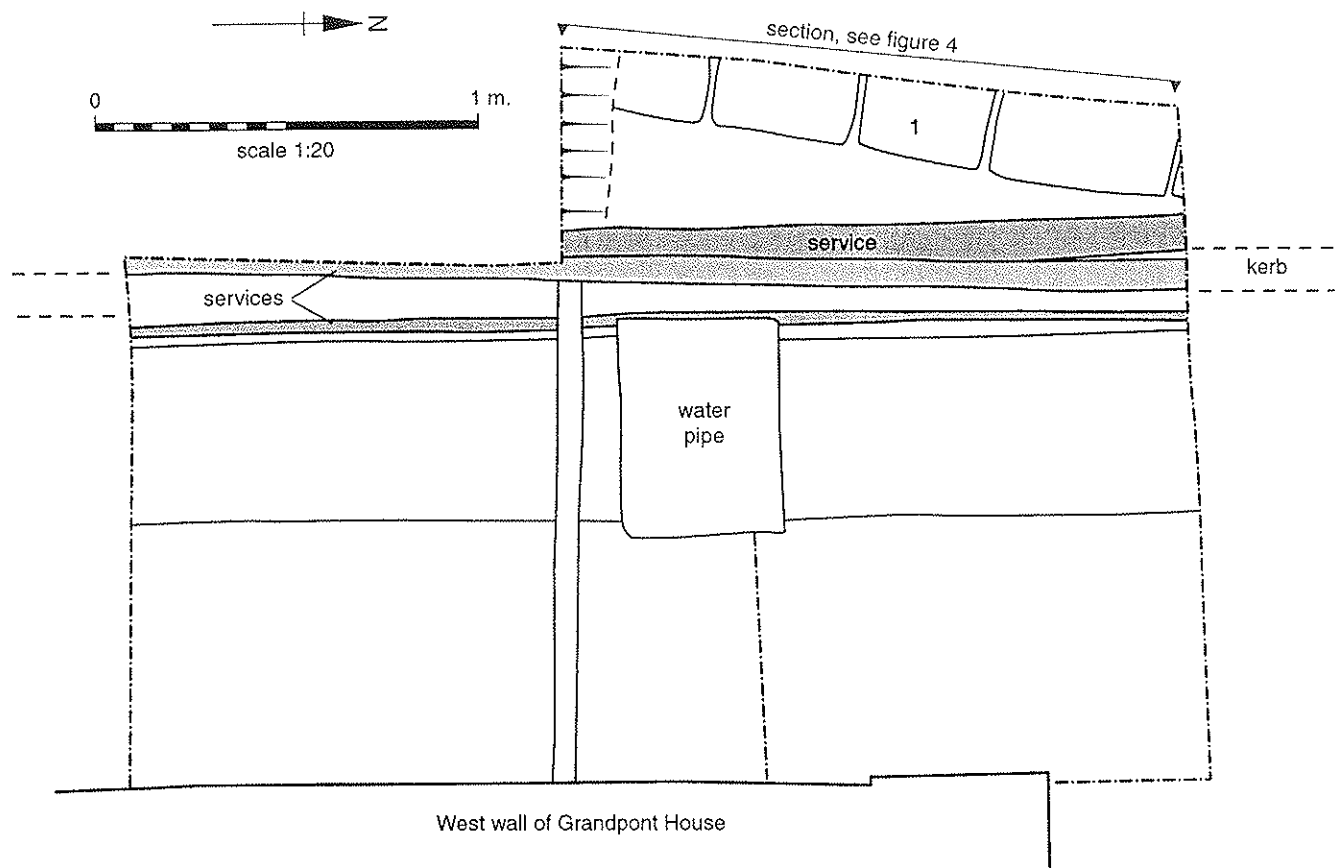 N
section, see figure 4
0
1 m.
scale 1:20
1
service
kerb
services
water
pipe
West wall of Grandpont House